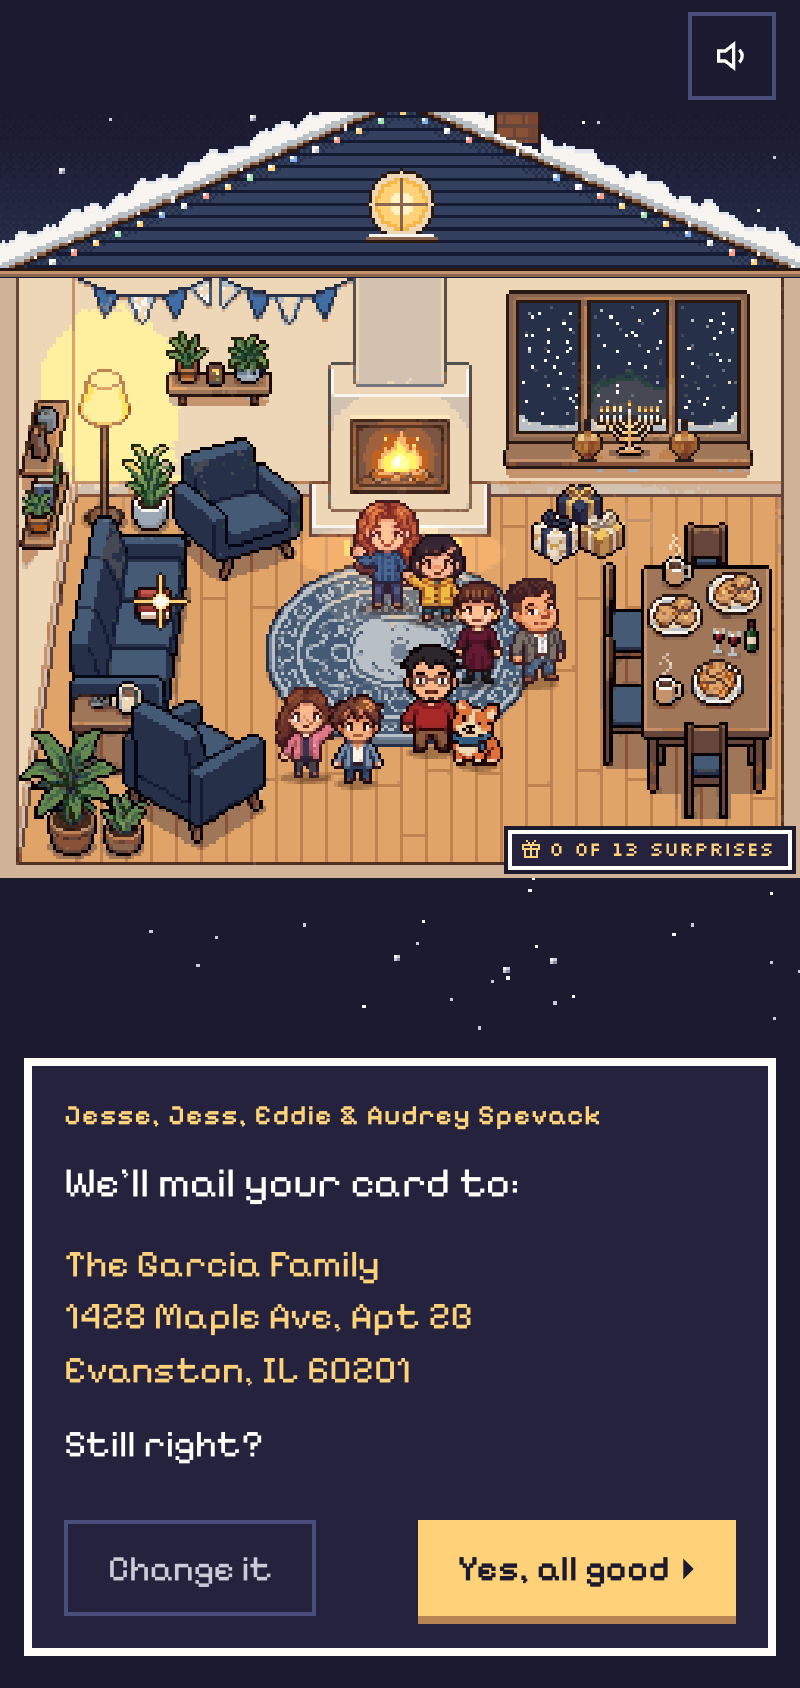 0 OF 13 SURPRISES
Jesse, Jess, Eddie & Audrey Spevack
We'll mail your card to:
The Garcia Family
1428 Maple Ave, Apt 2B
Evanston, IL 60201
Still right?
Change it
Yes, all good